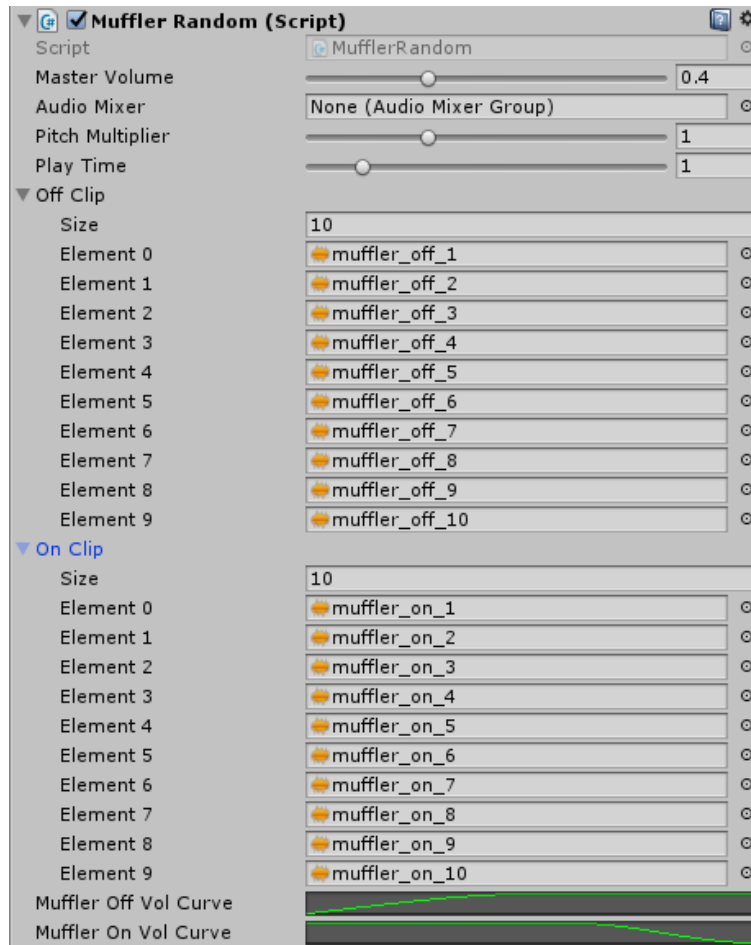 Muffler Random (Script)
Script MufflerRandom
Master Volume 0.4
Audio Mixer None (Audio Mixer Group)
Pitch Multiplier 1
Play Time 1
Off Clip
Size 10
Element 0 muffler_off_1
Element 1 muffler_off_2
Element 2 muffler_off_3
Element 3 muffler_off_4
Element 4 muffler_off_5
Element 5 muffler_off_6
Element 6 muffler_off_7
Element 7 muffler_off_8
Element 8 muffler_off_9
Element 9 muffler_off_10
On Clip
Size 10
Element 0 muffler_on_1
Element 1 muffler_on_2
Element 2 muffler_on_3
Element 3 muffler_on_4
Element 4 muffler_on_5
Element 5 muffler_on_6
Element 6 muffler_on_7
Element 7 muffler_on_8
Element 8 muffler_on_9
Element 9 muffler_on_10
Muffler Off Vol Curve
Muffler On Vol Curve